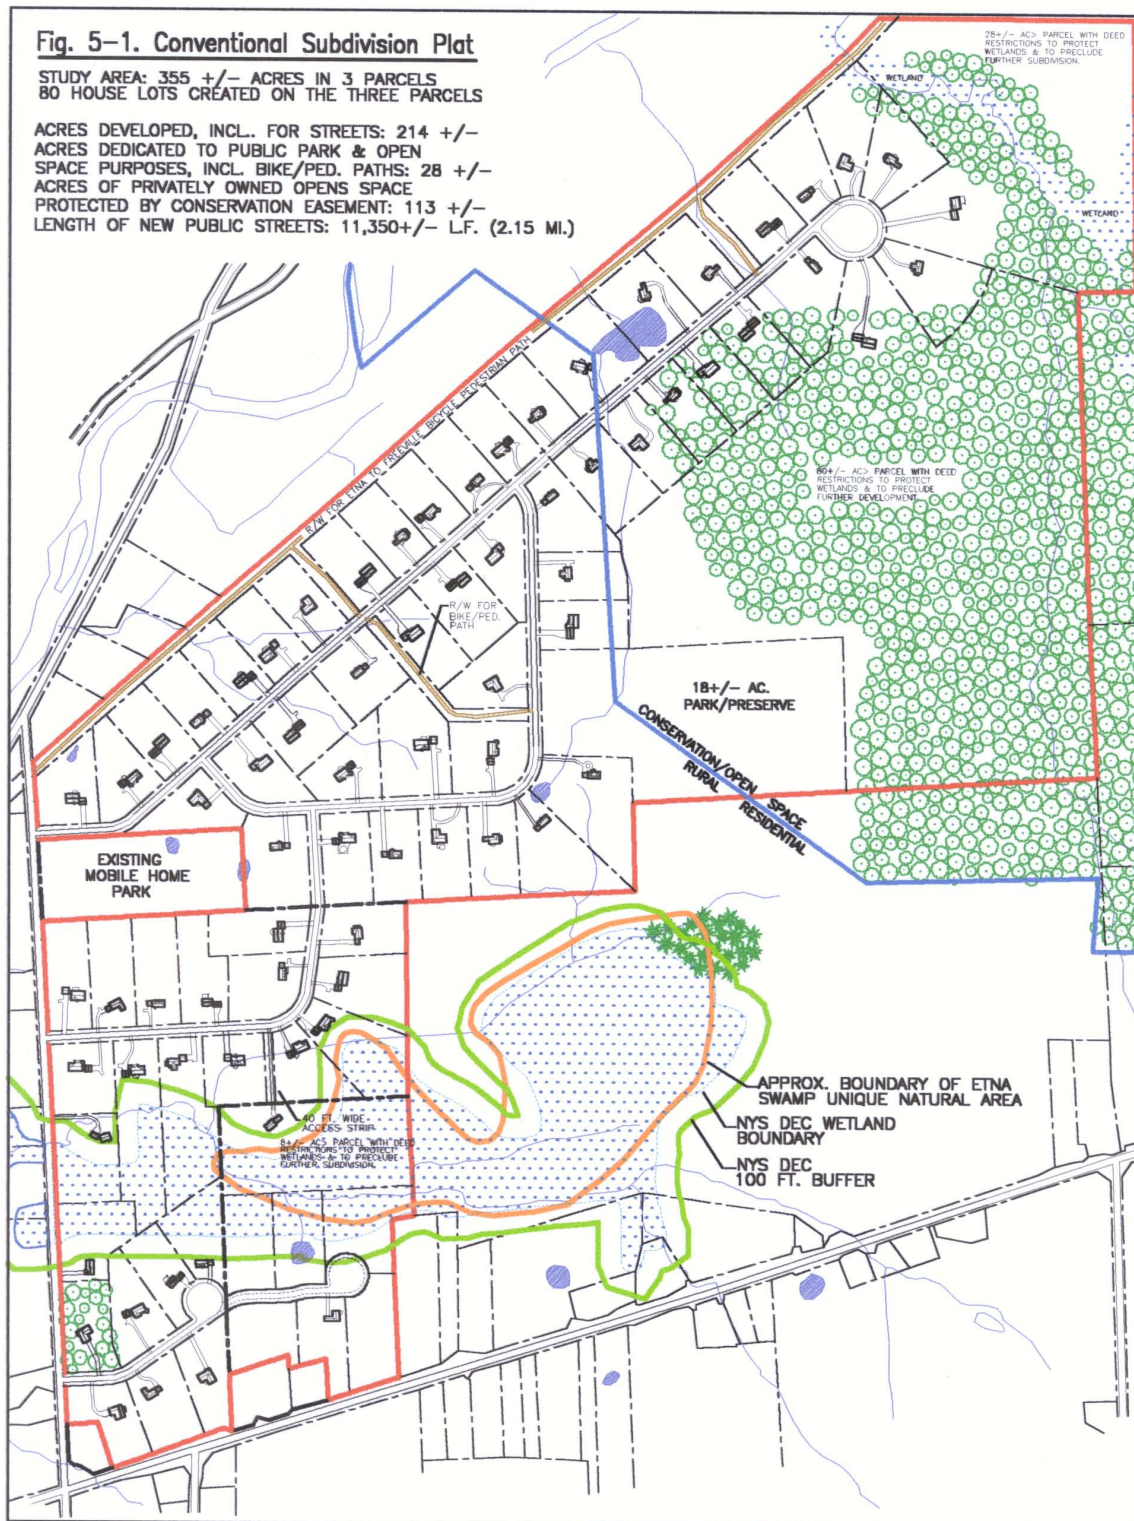 Fig. 5-1. Conventional Subdivision Plat
STUDY AREA: 355 +/- ACRES IN 3 PARCELS
80 HOUSE LOTS CREATED ON THE THREE PARCELS
ACRES DEVELOPED, INCL. FOR STREETS: 214 +/-
ACRES DEDICATED TO PUBLIC PARK & OPEN
SPACE PURPOSES, INCL. BIKE/PED. PATHS: 28 +/-
ACRES OF PRIVATELY OWNED OPENS SPACE
PROTECTED BY CONSERVATION EASEMENT: 113 +/-
LENGTH OF NEW PUBLIC STREETS: 11,350+/- L.F. (2.15 MI.)
28+/- AC> PARCEL WITH DEED
RESTRICTIONS TO PROTECT
WETLANDS & TO PRECLUDE
FURTHER SUBDIVISION.
WETLAND
WETLAND
R/W FOR ETNA TO FREEVILLE BICYCLE PEDESTRIAN PATH
80+/- AC> PARCEL WITH DEED
RESTRICTIONS TO PROTECT
WETLANDS & TO PRECLUDE
FURTHER DEVELOPMENT.
R/W FOR
BIKE/PED.
PATH
18+/- AC.
PARK/PRESERVE
CONSERVATION/OPEN SPACE
RURAL RESIDENTIAL
EXISTING
MOBILE HOME
PARK
APPROX. BOUNDARY OF ETNA
SWAMP UNIQUE NATURAL AREA
NYS DEC WETLAND
BOUNDARY
NYS DEC
100 FT. BUFFER
40 FT. WIDE
ACCESS STRIP
8+/- AC> PARCEL WITH DEED
RESTRICTIONS TO PROTECT
WETLANDS & TO PRECLUDE
FURTHER SUBDIVISION.